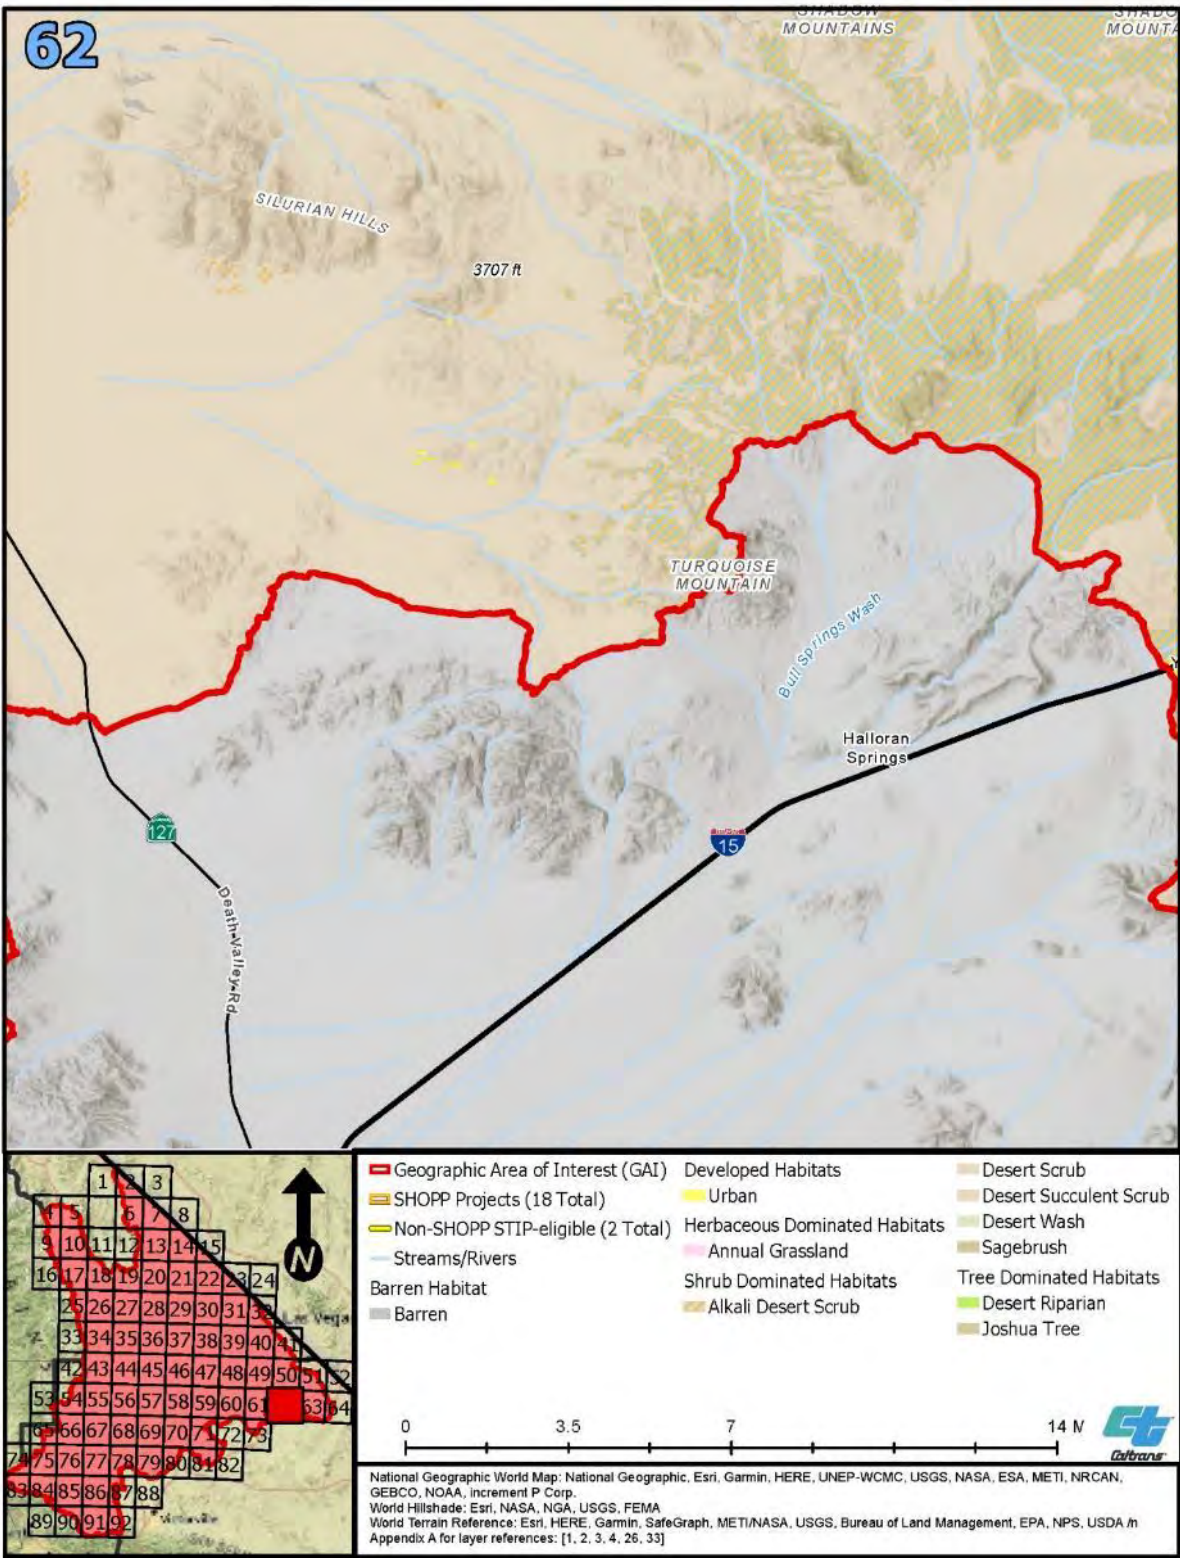 62
SHADOW
MOUNTAINS
SILURIAN HILLS
3707 ft
TURQUOISE
MOUNTAIN
Bull Springs Wash
Halloran
Springs
127
15
Death Valley Rd
1 2 3
4 5 6 7 8
9 10 11 12 13 14 15
16 17 18 19 20 21 22 23 24
25 26 27 28 29 30 31 32
Las Vega
33 34 35 36 37 38 39 40 41
42 43 44 45 46 47 48 49 50 51 52
53 54 55 56 57 58 59 60 61 63 64
65 66 67 68 69 70 71 72 73
74 75 76 77 78 79 80 81 82
83 84 85 86 87 88
89 90 91 92
Victorville
N
Geographic Area of Interest (GAI)
SHOPP Projects (18 Total)
Non-SHOPP STIP-eligible (2 Total)
Streams/Rivers
Barren Habitat
Barren
Developed Habitats
Urban
Herbaceous Dominated Habitats
Annual Grassland
Shrub Dominated Habitats
Alkali Desert Scrub
Desert Scrub
Desert Succulent Scrub
Desert Wash
Sagebrush
Tree Dominated Habitats
Desert Riparian
Joshua Tree
0 3.5 7 14 M
Caltrans
National Geographic World Map: National Geographic, Esri, Garmin, HERE, UNEP-WCMC, USGS, NASA, ESA, METI, NRCAN,
GEBCO, NOAA, increment P Corp.
World Hillshade: Esri, NASA, NGA, USGS, FEMA
World Terrain Reference: Esri, HERE, Garmin, SafeGraph, METI/NASA, USGS, Bureau of Land Management, EPA, NPS, USDA /n
Appendix A for layer references: [1, 2, 3, 4, 26, 33]